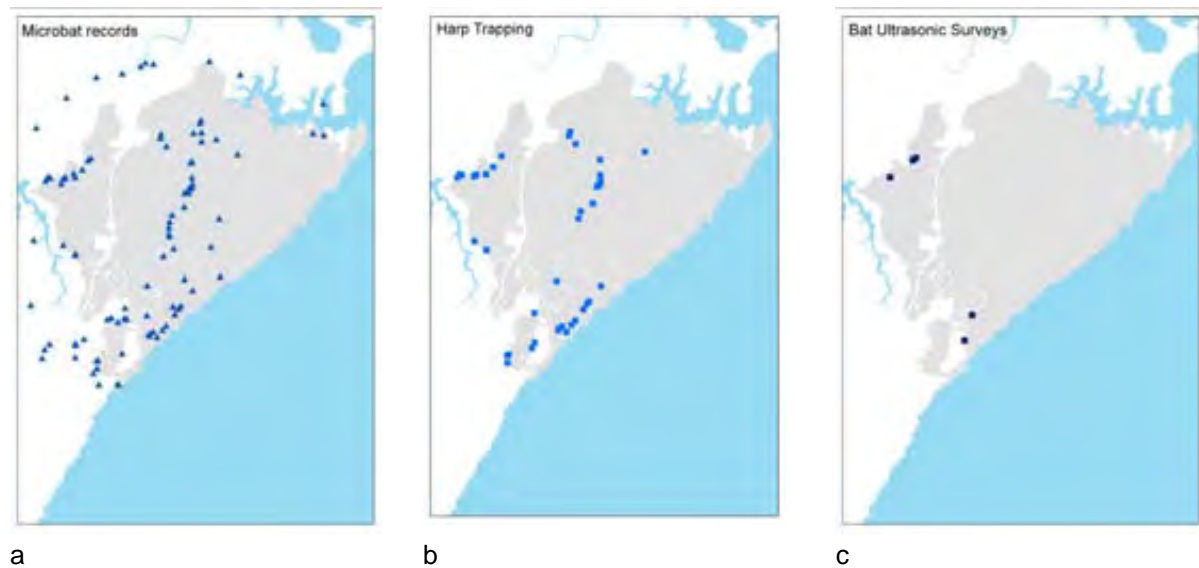 Microbat records
Harp Trapping
Bat Ultrasonic Surveys
a
b
c